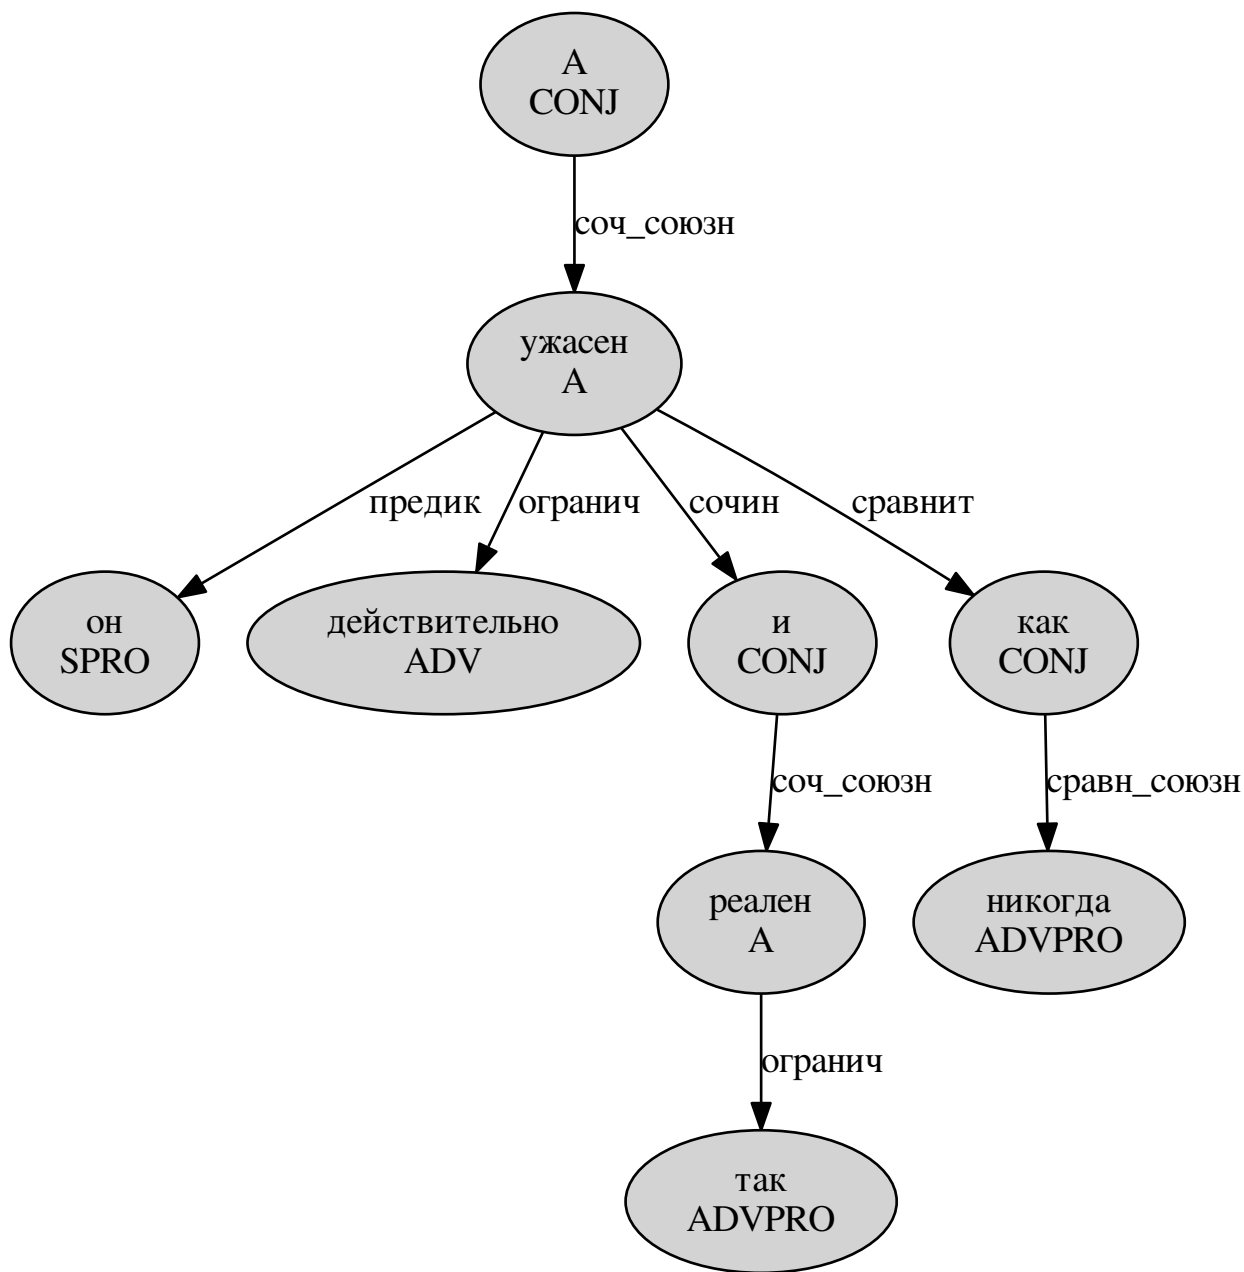 А
CONJ
соч_союзн
ужасен
A
предик
огранич
сочин
сравнит
он
SPRO
действительно
ADV
и
CONJ
как
CONJ
соч_союзн
сравн_союзн
реален
A
никогда
ADVPRO
огранич
так
ADVPRO